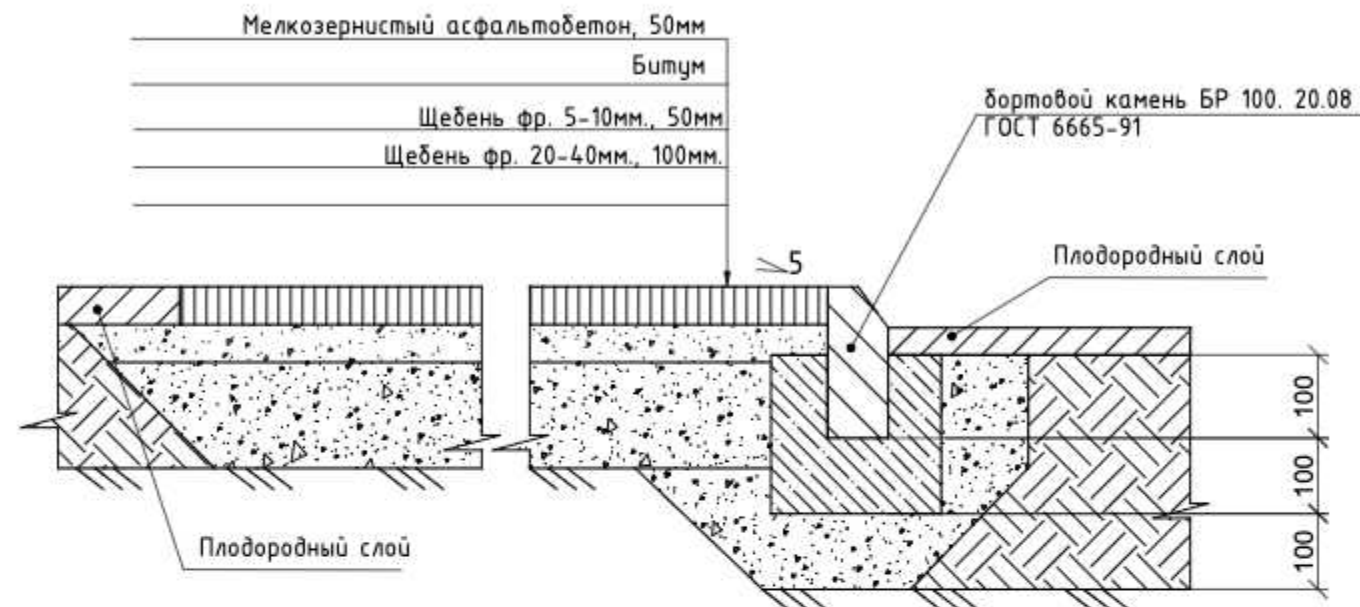 Мелкозернистый асфальтобетон, 50мм
Битум
Щебень фр. 5-10мм., 50мм
Щебень фр. 20-40мм., 100мм.
бортовой камень БР 100. 20.08
ГОСТ 6665-91
5
Плодородный слой
100
100
100
Плодородный слой